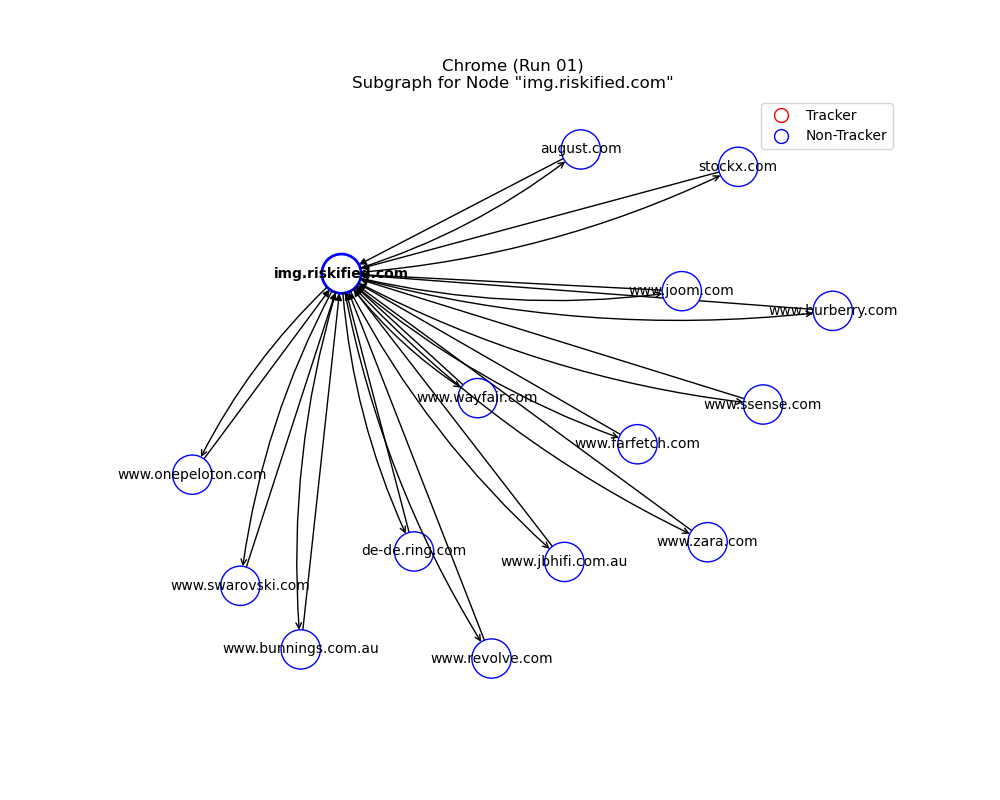 Chrome (Run 01)
Subgraph for Node "img.riskified.com"
Tracker
Non-Tracker
august.com
stockx.com
img.riskified.com
www.joom.com
www.burberry.com
www.wayfair.com
www.ssense.com
www.farfetch.com
www.onepeloton.com
www.zara.com
de-de.ring.com
www.jbhifi.com.au
www.swarovski.com
www.bunnings.com.au
www.revolve.com